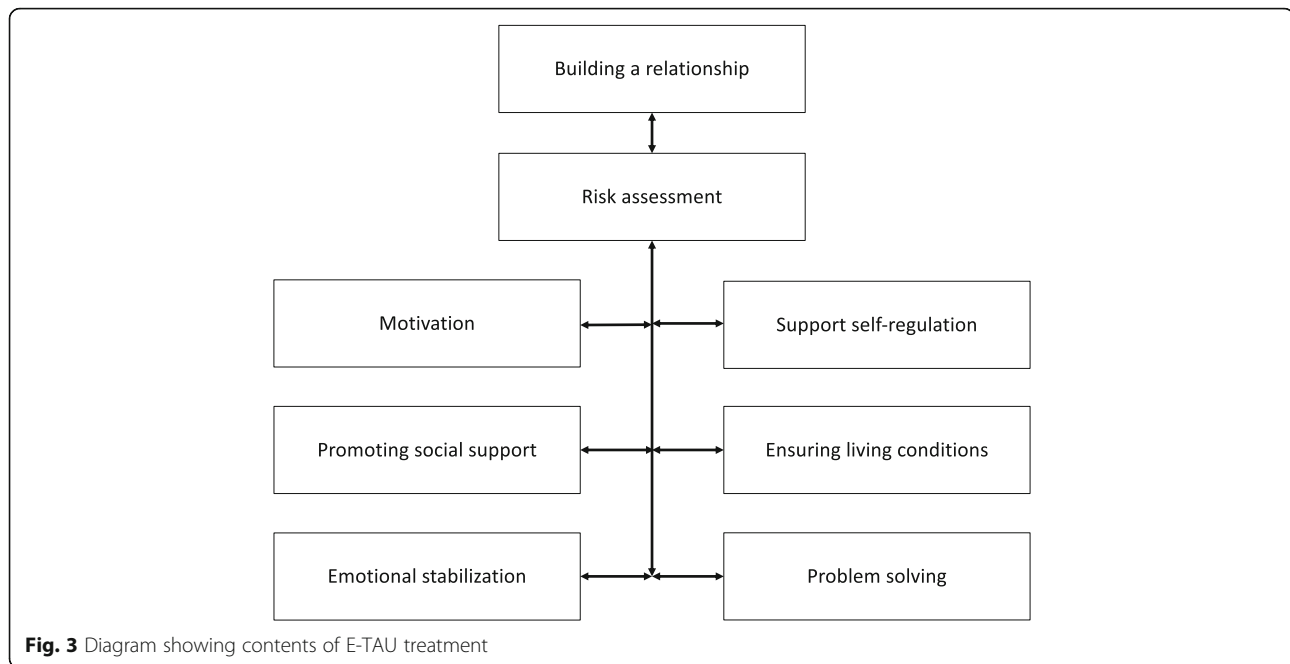 Building a relationship
Risk assessment
Motivation
Support self-regulation
Promoting social support
Ensuring living conditions
Emotional stabilization
Problem solving
Fig. 3 Diagram showing contents of E-TAU treatment